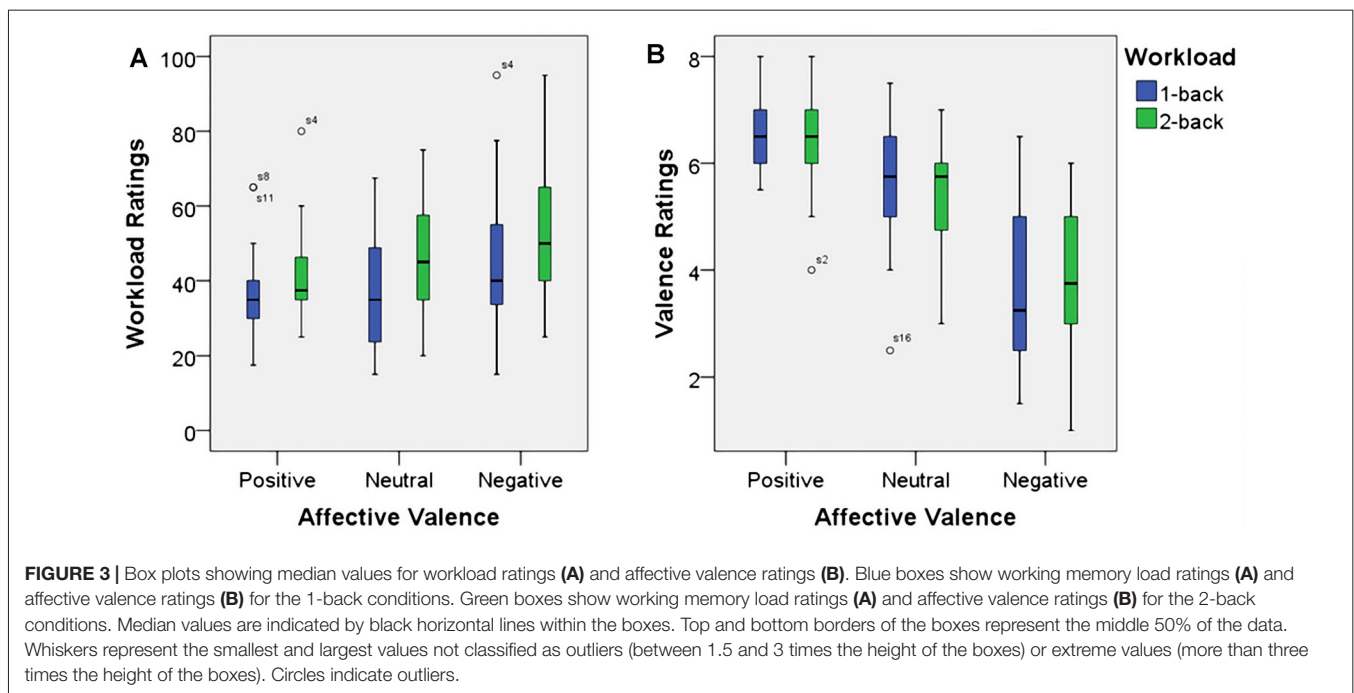 A
100
80
60
40
20
0
Workload Ratings
s8
s11
s4
s4
Positive Neutral Negative
Affective Valence
B
8
6
4
2
Valence Ratings
s2
s16
Positive Neutral Negative
Affective Valence
Workload
1-back
2-back
FIGURE 3 | Box plots showing median values for workload ratings (A) and affective valence ratings (B). Blue boxes show working memory load ratings (A) and
affective valence ratings (B) for the 1-back conditions. Green boxes show working memory load ratings (A) and affective valence ratings (B) for the 2-back
conditions. Median values are indicated by black horizontal lines within the boxes. Top and bottom borders of the boxes represent the middle 50% of the data.
Whiskers represent the smallest and largest values not classified as outliers (between 1.5 and 3 times the height of the boxes) or extreme values (more than three
times the height of the boxes). Circles indicate outliers.